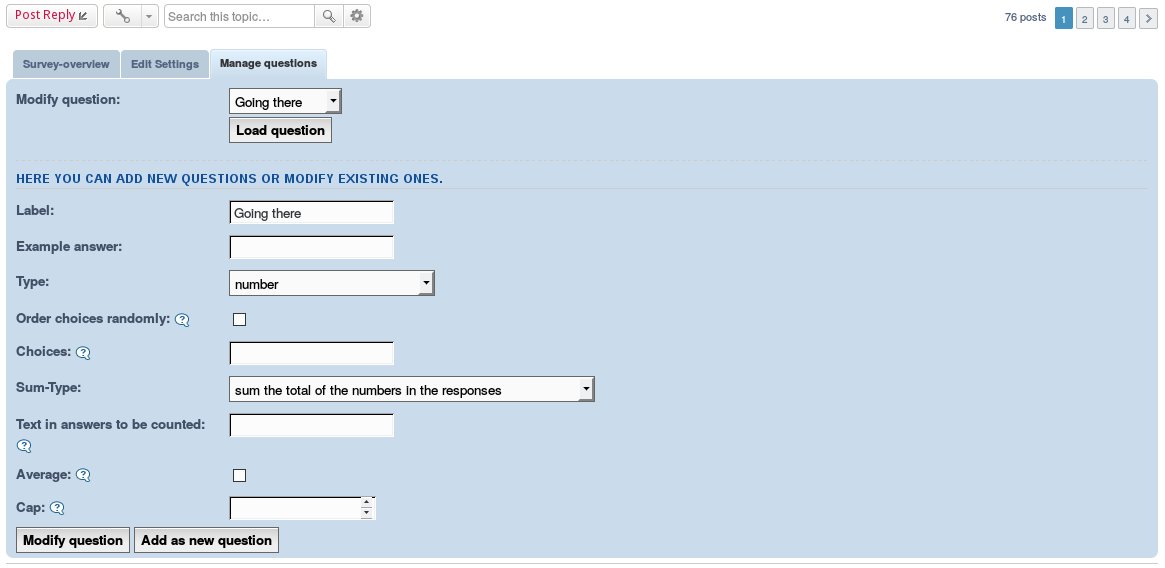 Post Reply Search this topic... 76 posts 1 2 3 4
Survey-overview Edit Settings Manage questions
Modify question: Going there
Load question
HERE YOU CAN ADD NEW QUESTIONS OR MODIFY EXISTING ONES.
Label: Going there
Example answer:
Type: number
Order choices randomly: ?
Choices: ?
Sum-Type: sum the total of the numbers in the responses
Text in answers to be counted:
?
Average: ?
Cap: ?
Modify question Add as new question